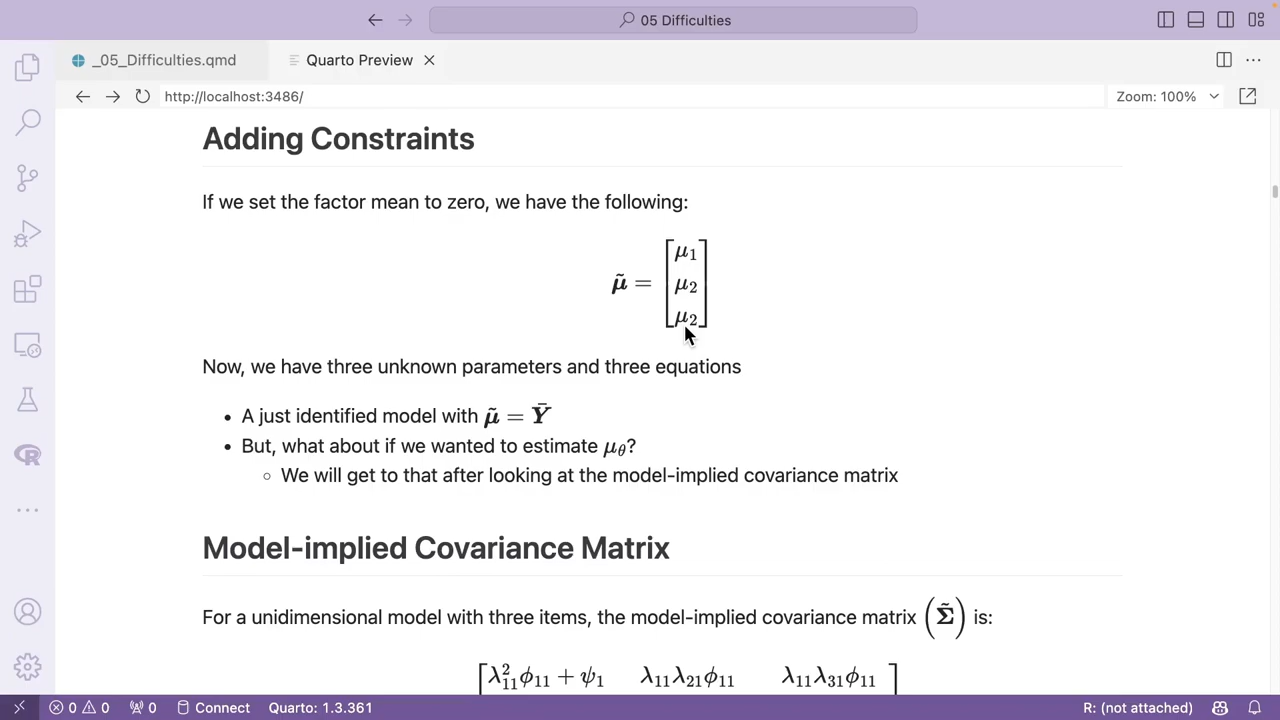 05 Difficulties
_05_Difficulties.qmd
Quarto Preview
http://localhost:3486/
Zoom: 100%
Adding Constraints
If we set the factor mean to zero, we have the following:
μ̃ = [μ₁
μ₂
μ₂]
Now, we have three unknown parameters and three equations
• A just identified model with μ̃ = Ȳ
• But, what about if we wanted to estimate μ_θ?
◦ We will get to that after looking at the model-implied covariance matrix
Model-implied Covariance Matrix
For a unidimensional model with three items, the model-implied covariance matrix (Σ̃) is:
λ²₁₁ϕ₁₁ + ψ₁ λ₁₁λ₂₁ϕ₁₁ λ₁₁λ₃₁ϕ₁₁
0 0 0 Connect Quarto: 1.3.361 R: (not attached)